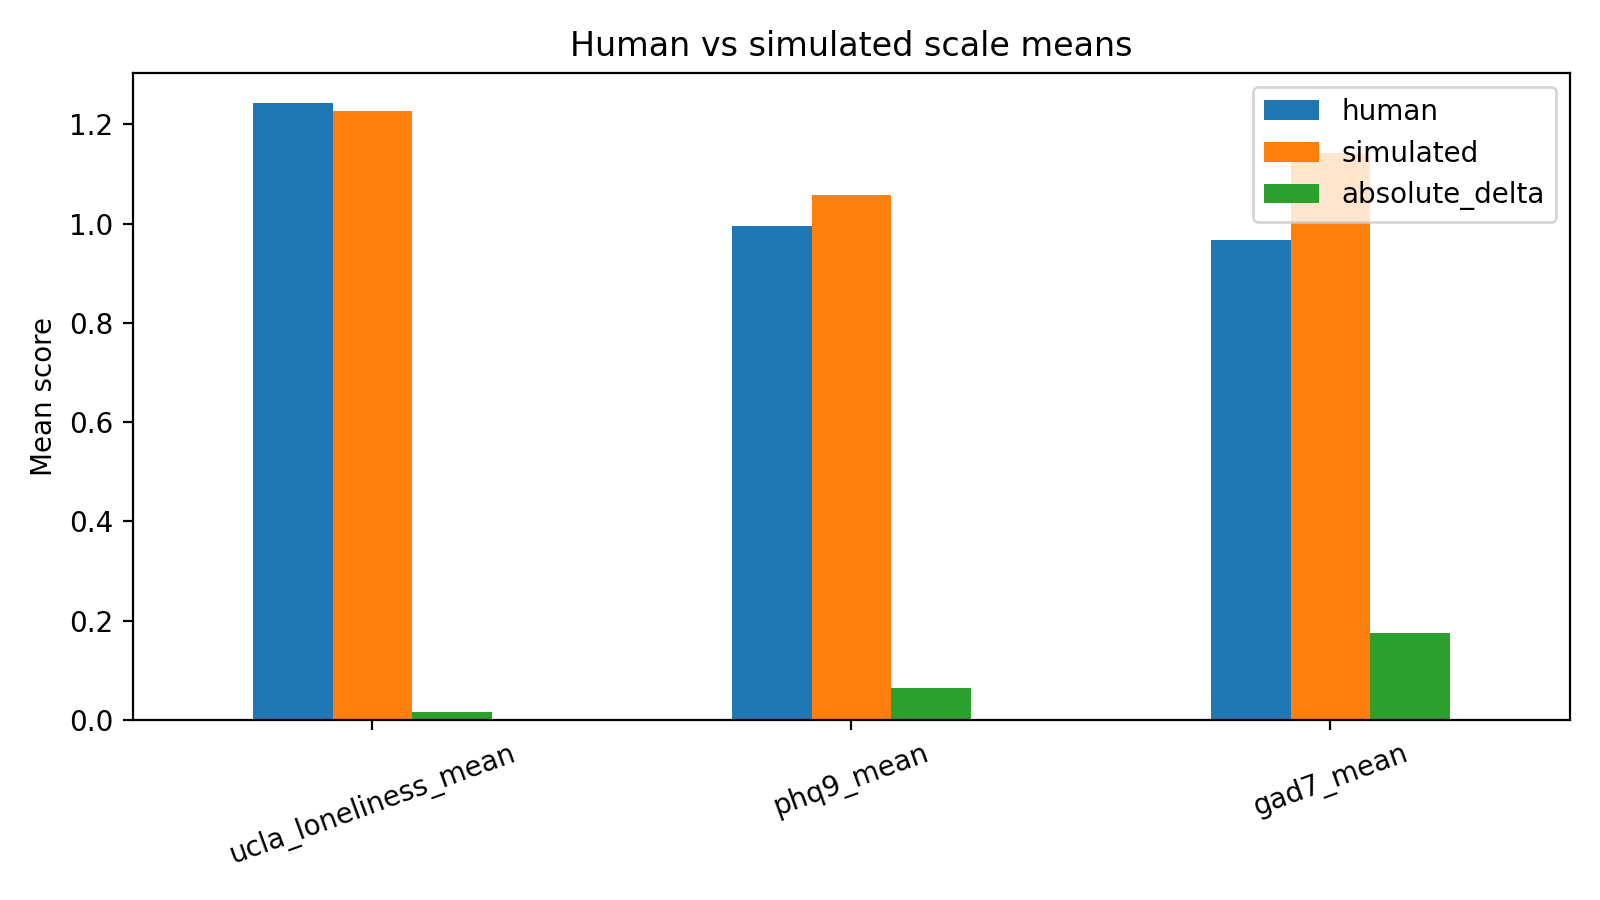 Human vs simulated scale means
human
simulated
absolute_delta
Mean score
1.2
1.0
0.8
0.6
0.4
0.2
0.0
ucla_loneliness_mean
phq9_mean
gad7_mean